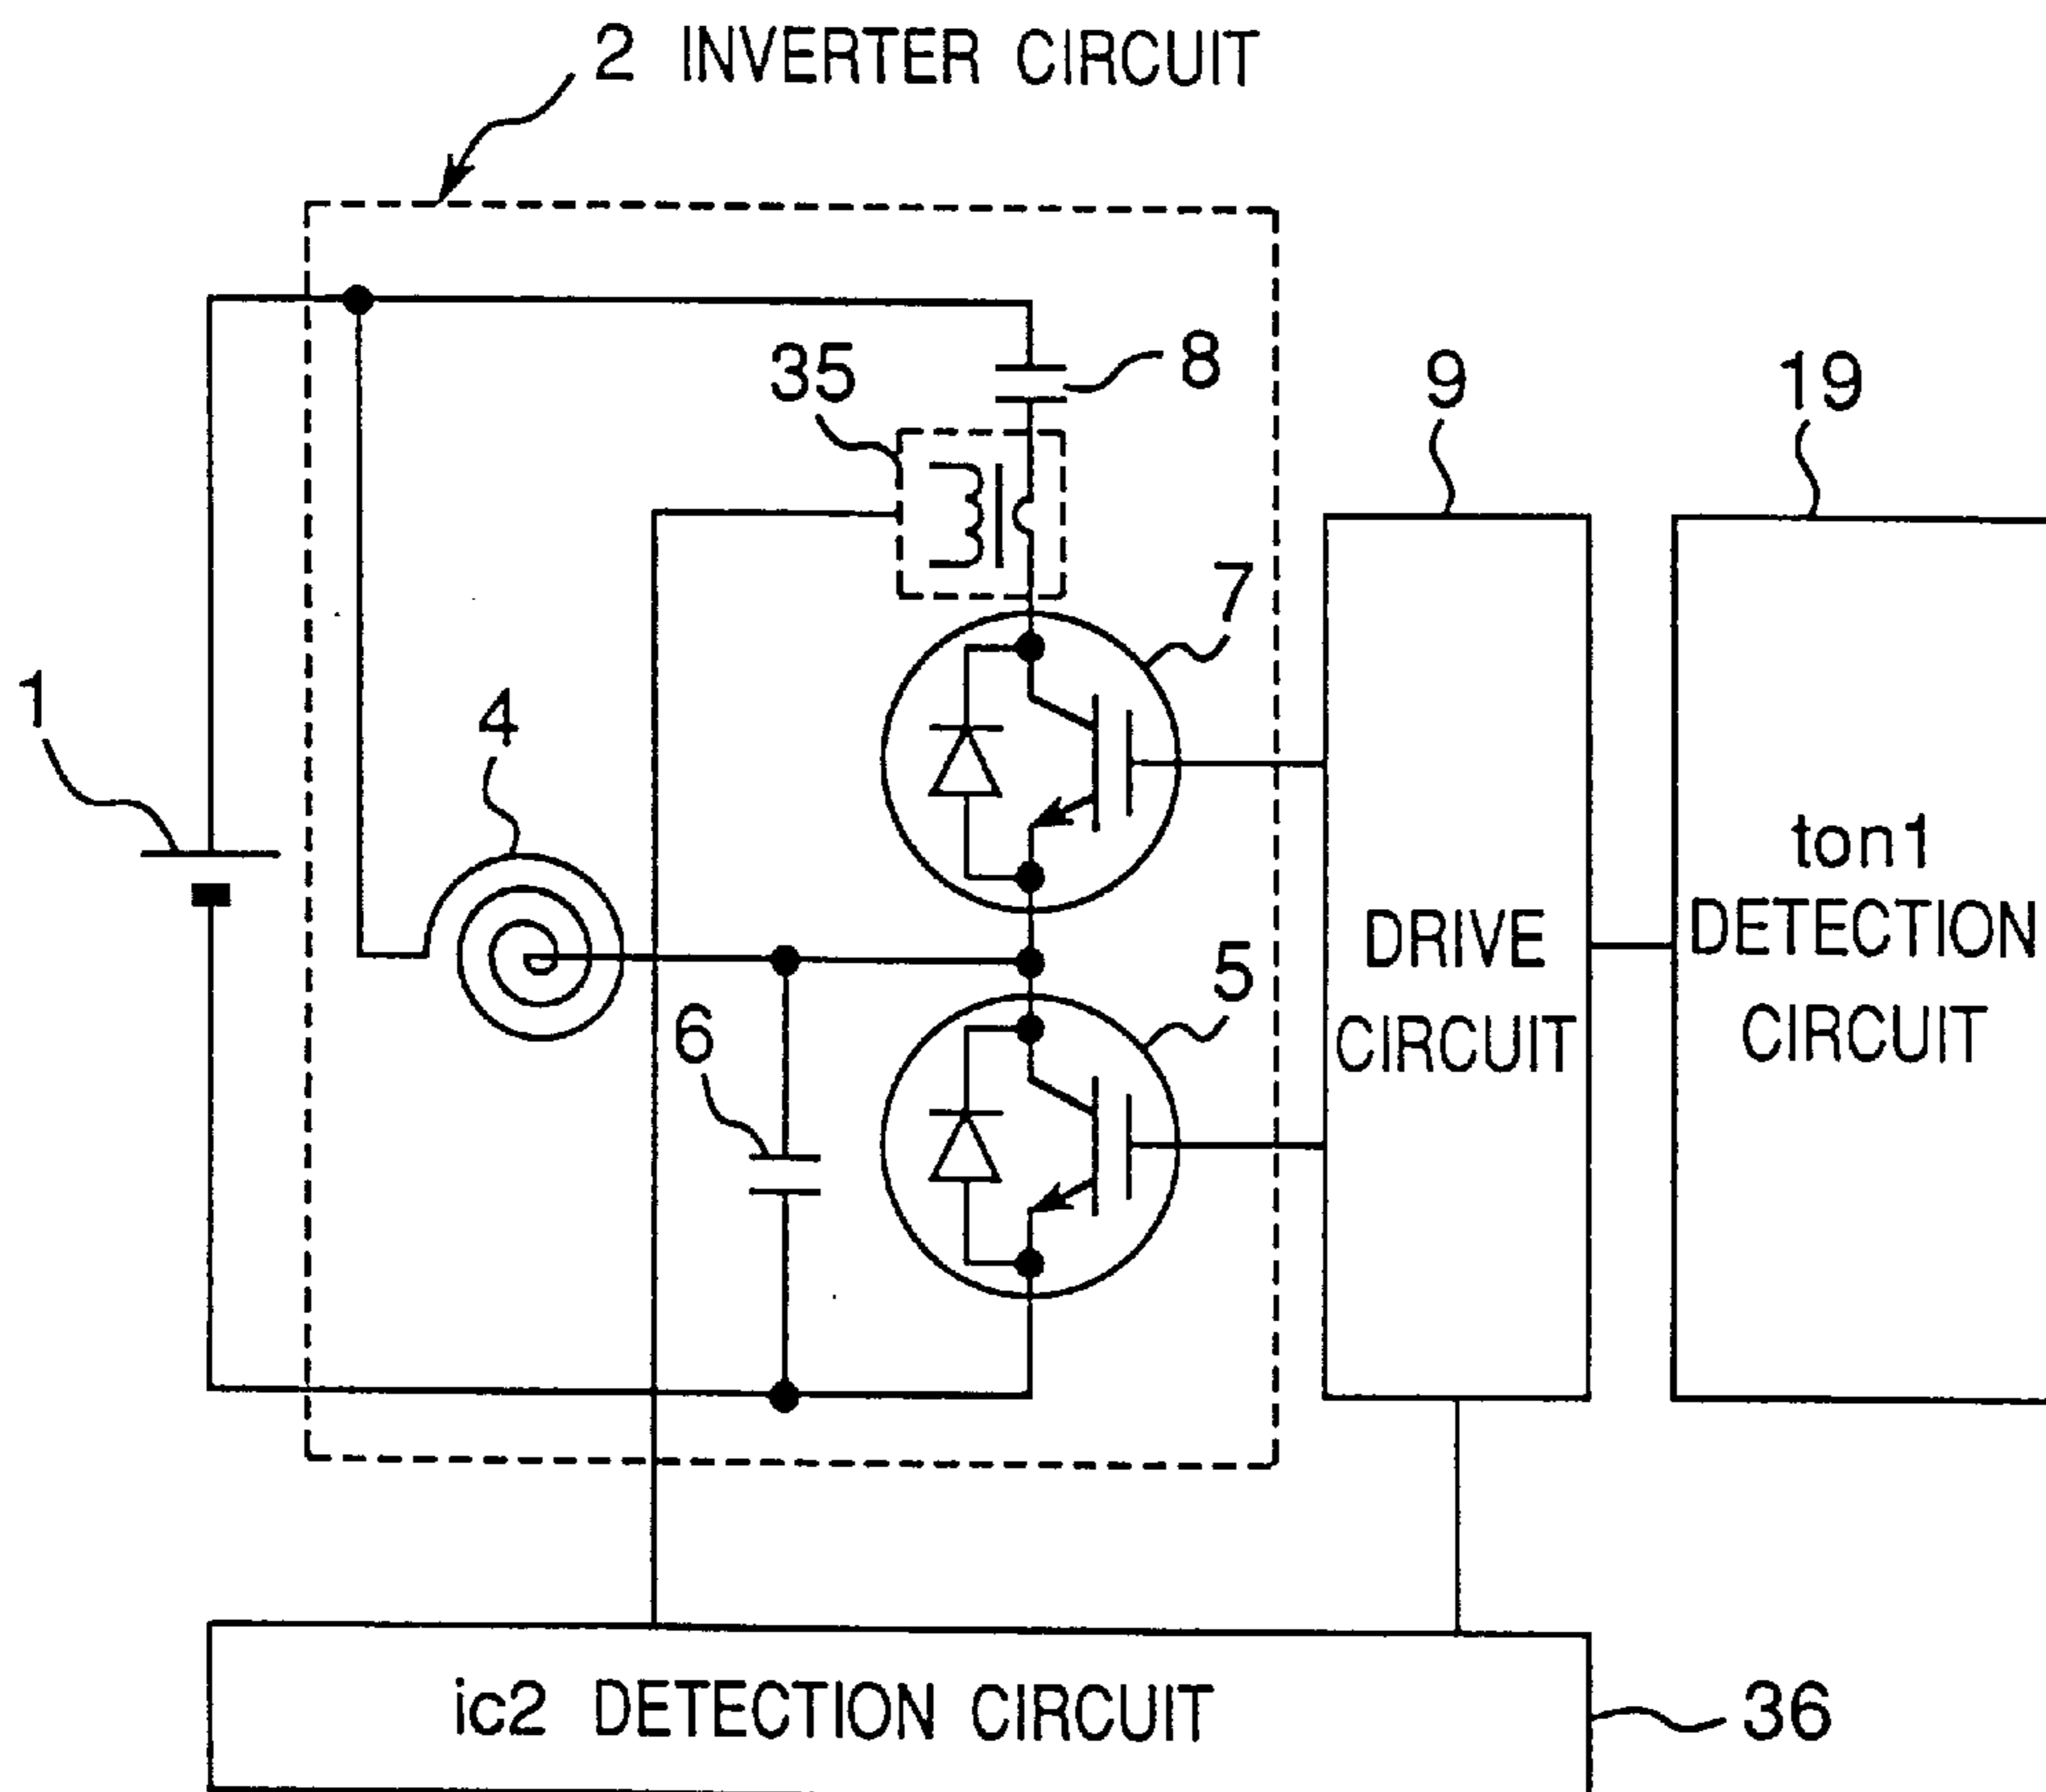 2 INVERTER CIRCUIT
35
8
9
19
7
1
4
5
6
DRIVE
CIRCUIT
ton1
DETECTION
CIRCUIT
ic2 DETECTION CIRCUIT
36